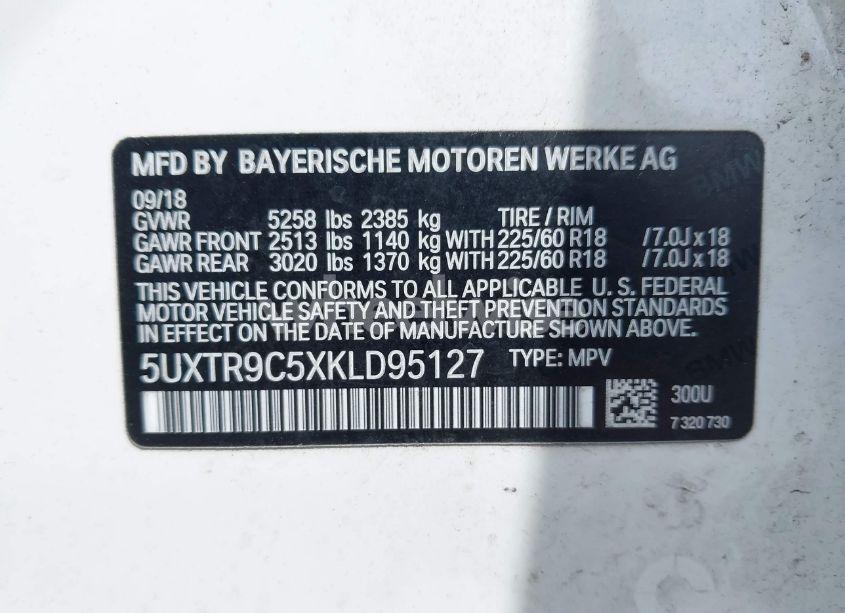 MFD BY BAYERISCHE MOTOREN WERKE AG
09/18
GVWR 5258 lbs 2385 kg TIRE / RIM
GAWR FRONT 2513 lbs 1140 kg WITH 225/60 R18 /7.0J x 18
GAWR REAR 3020 lbs 1370 kg WITH 225/60 R18 /7.0J x 18
THIS VEHICLE CONFORMS TO ALL APPLICABLE U. S. FEDERAL
MOTOR VEHICLE SAFETY AND THEFT PREVENTION STANDARDS
IN EFFECT ON THE DATE OF MANUFACTURE SHOWN ABOVE.
5UXTR9C5XKLD95127 TYPE: MPV
300U
7 320 730